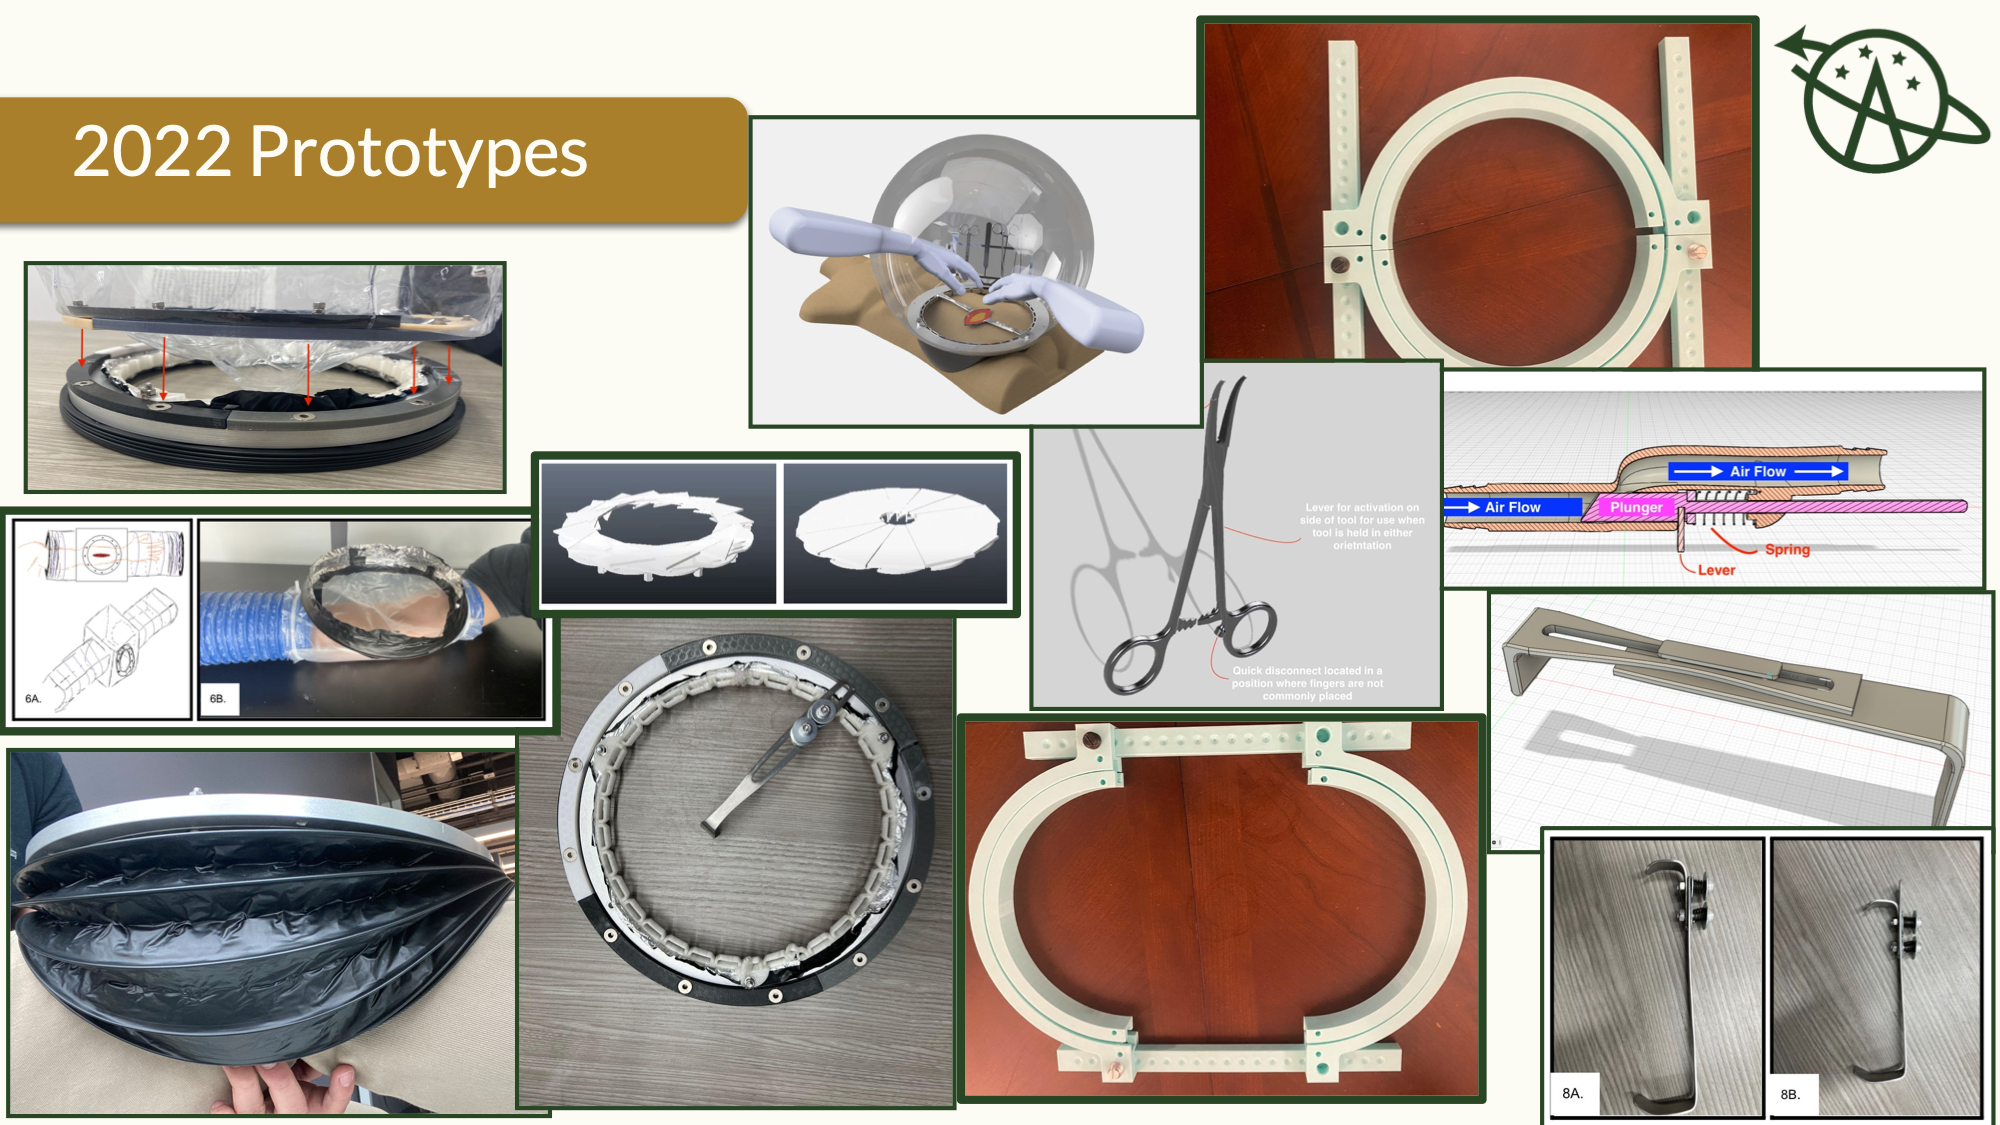 2022 Prototypes
Air Flow
Air Flow
Plunger
Spring
Lever
Lever for activation on
side of tool for use when
tool is held in either
orietntation
Quick disconnect located in a
position where fingers are not
commonly placed
6A.
6B.
8A.
8B.